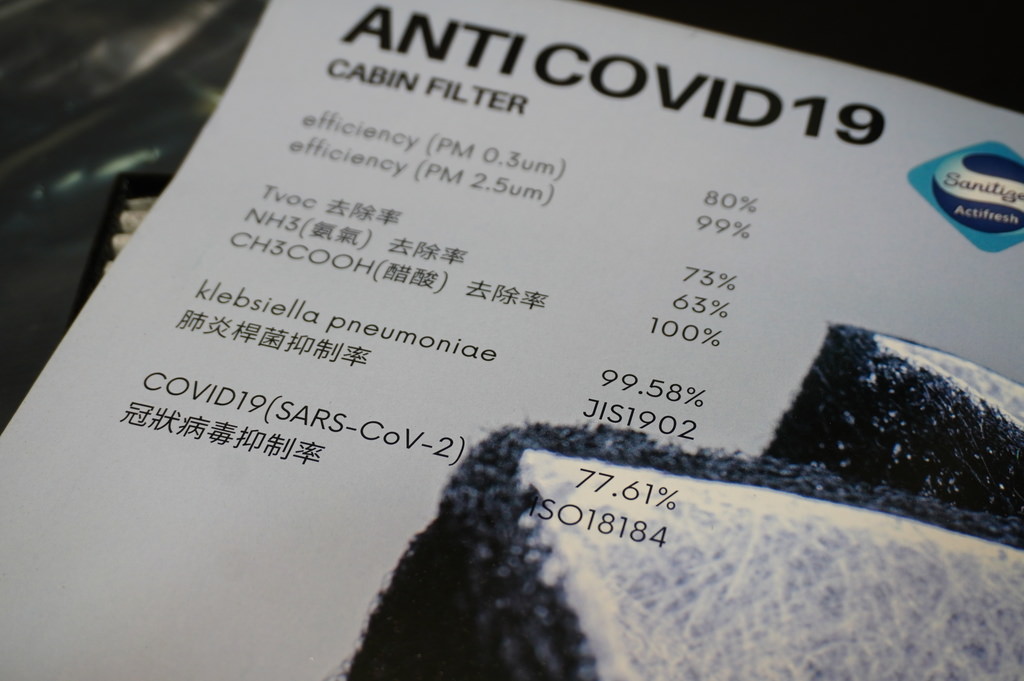 ANTI COVID19
CABIN FILTER
efficiency (PM 0.3um) 80%
efficiency (PM 2.5um) 99%
Tvoc 去除率 73%
NH3(氨氣) 去除率 63%
CH3COOH(醋酸) 去除率 100%
klebsiella pneumoniae 99.58%
肺炎桿菌抑制率 JIS1902
COVID19(SARS-CoV-2) 77.61%
冠狀病毒抑制率 ISO18184
Sanitize
Actifresh